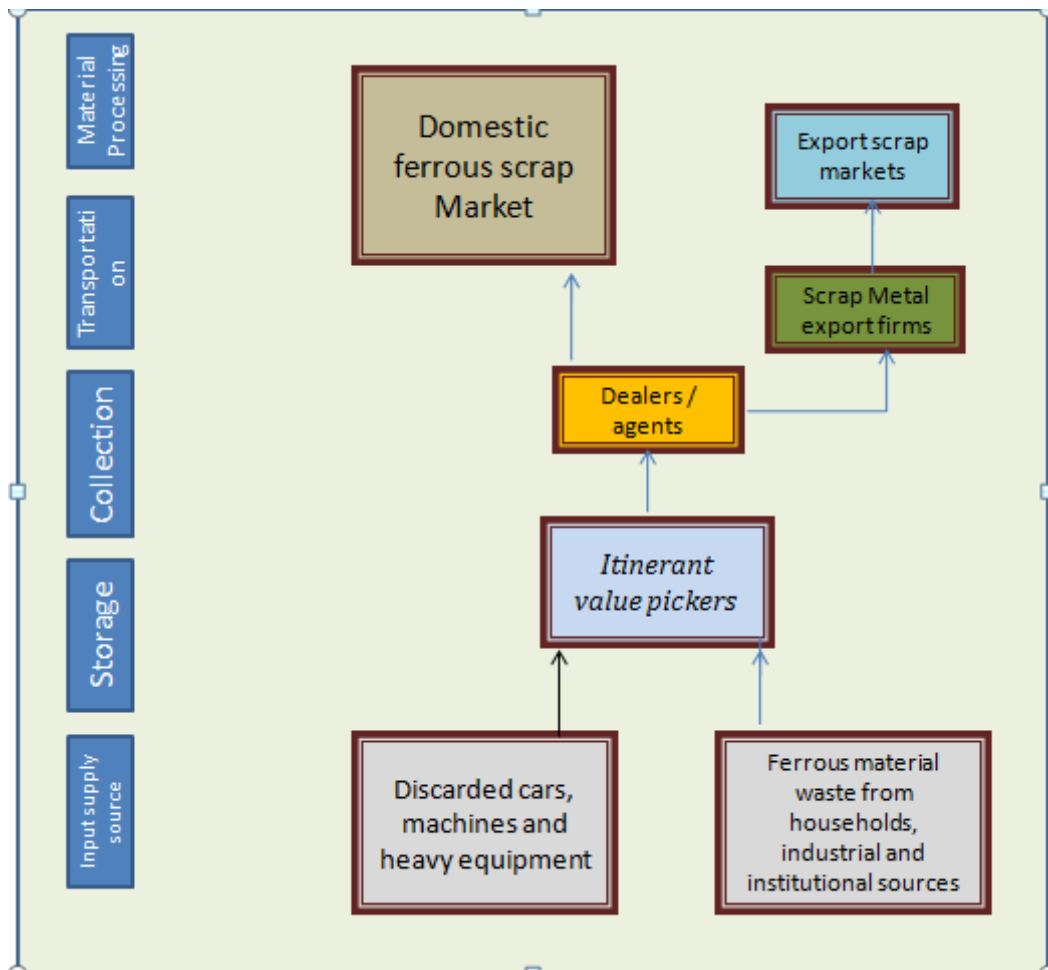 Material
Processing
Transportati
on
Collection
Storage
Input supply
source
Domestic
ferrous scrap
Market
Export scrap
markets
Scrap Metal
export firms
Dealers /
agents
Itinerant
value pickers
Discarded cars,
machines and
heavy equipment
Ferrous material
waste from
households,
industrial and
institutional sources